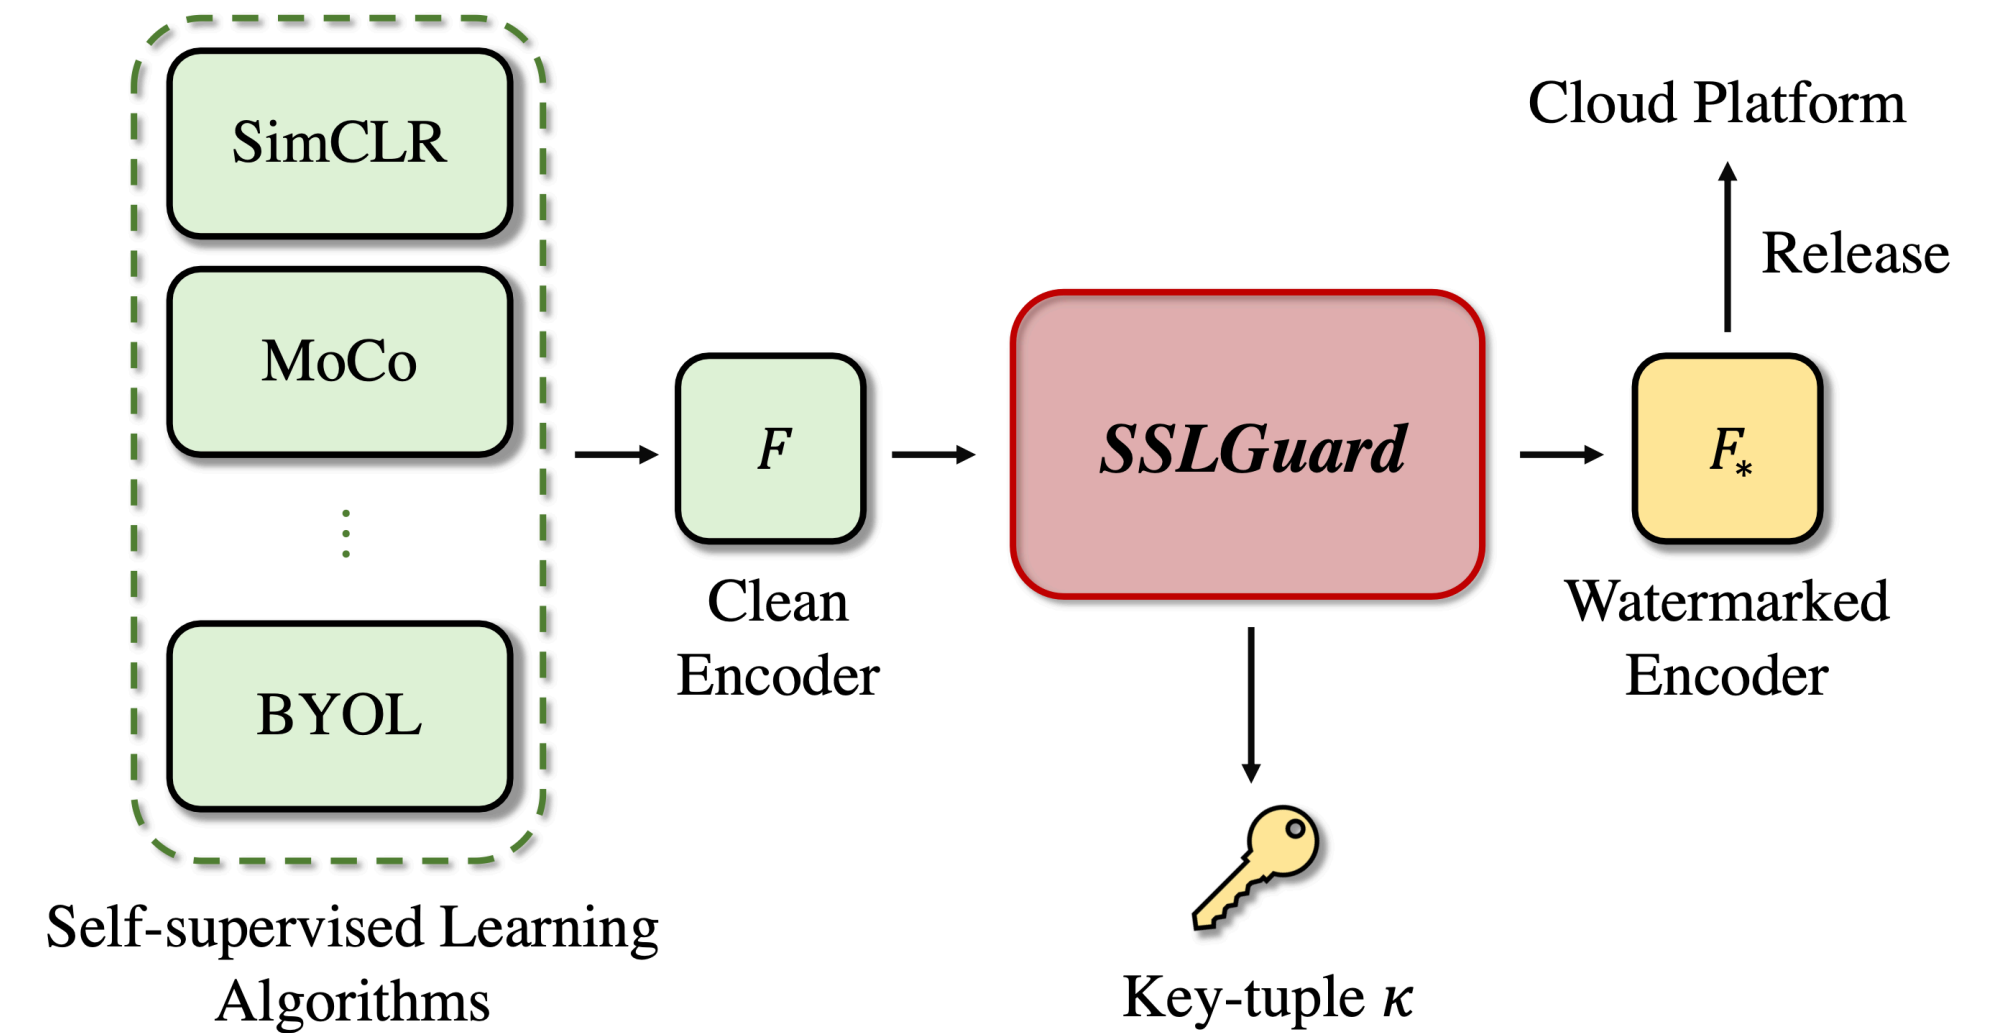 SimCLR
MoCo
BYOL
Self-supervised Learning
Algorithms
F
Clean
Encoder
SSLGuard
Key-tuple κ
F*
Watermarked
Encoder
Release
Cloud Platform